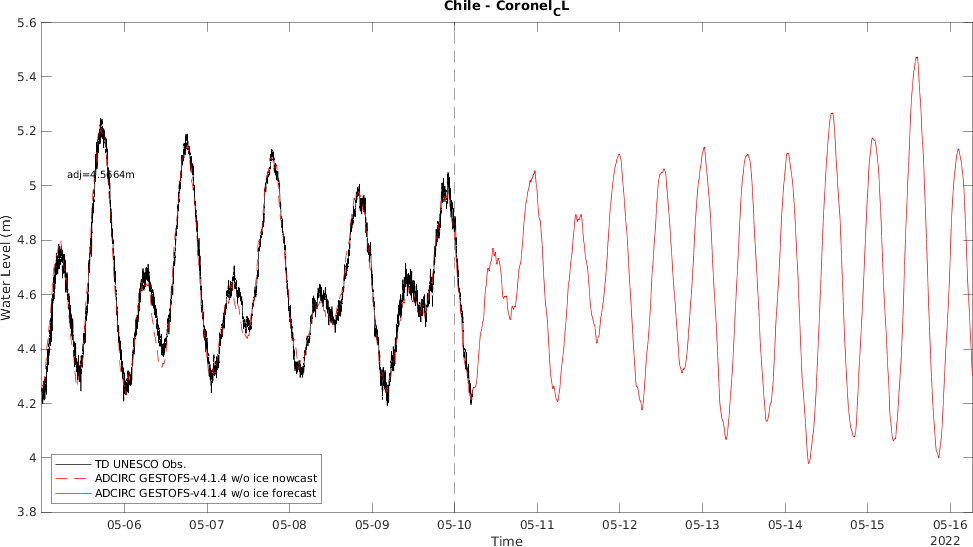 Chile - Coronel_CL
5.6
5.4
5.2
5
4.8
4.6
4.4
4.2
4
3.8
Water Level (m)
adj=4.5664m
TD UNESCO Obs.
ADCIRC GESTOFS-v4.1.4 w/o ice nowcast
ADCIRC GESTOFS-v4.1.4 w/o ice forecast
05-06 05-07 05-08 05-09 05-10 05-11 05-12 05-13 05-14 05-15 05-16
Time
2022